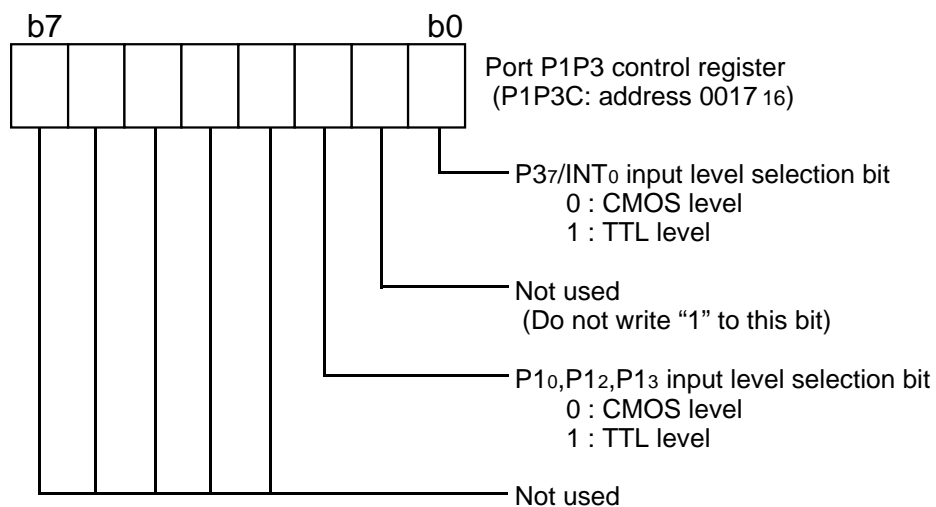 b7 b0
Port P1P3 control register
(P1P3C: address 0017 16)
P37/INT0 input level selection bit
0 : CMOS level
1 : TTL level
Not used
(Do not write “1” to this bit)
P10,P12,P13 input level selection bit
0 : CMOS level
1 : TTL level
Not used